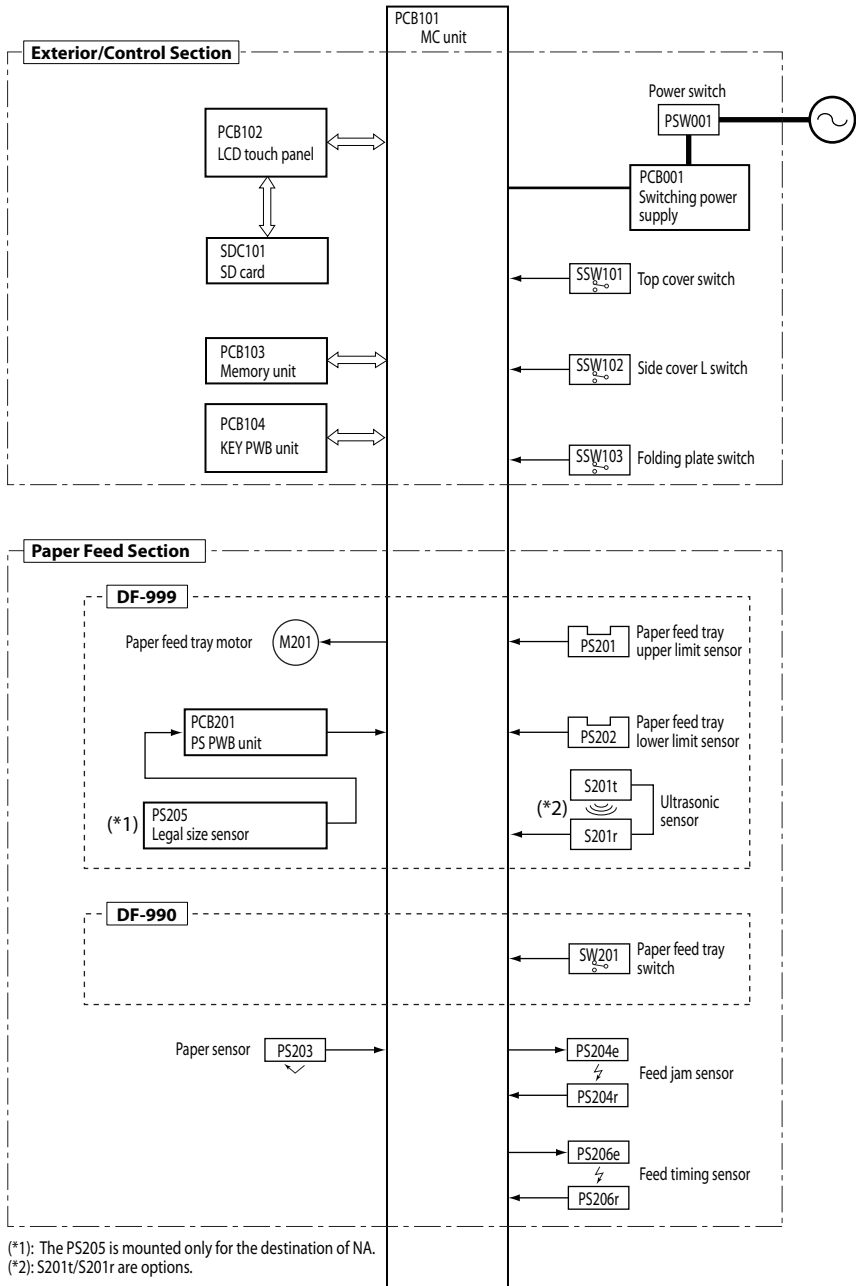 PCB101
MC unit
Exterior/Control Section
Power switch
PSW001
PCB102
LCD touch panel
PCB001
Switching power
supply
SDC101
SD card
SSW101
Top cover switch
PCB103
Memory unit
SSW102
Side cover L switch
PCB104
KEY PWB unit
SSW103
Folding plate switch
Paper Feed Section
DF-999
Paper feed tray motor
M201
PS201
Paper feed tray
upper limit sensor
PCB201
PS PWB unit
PS202
Paper feed tray
lower limit sensor
(*1)
PS205
Legal size sensor
(*2)
S201t
S201r
Ultrasonic
sensor
DF-990
SW201
Paper feed tray
switch
Paper sensor
PS203
PS204e
PS204r
Feed jam sensor
PS206e
PS206r
Feed timing sensor
(*1): The PS205 is mounted only for the destination of NA.
(*2): S201t/S201r are options.